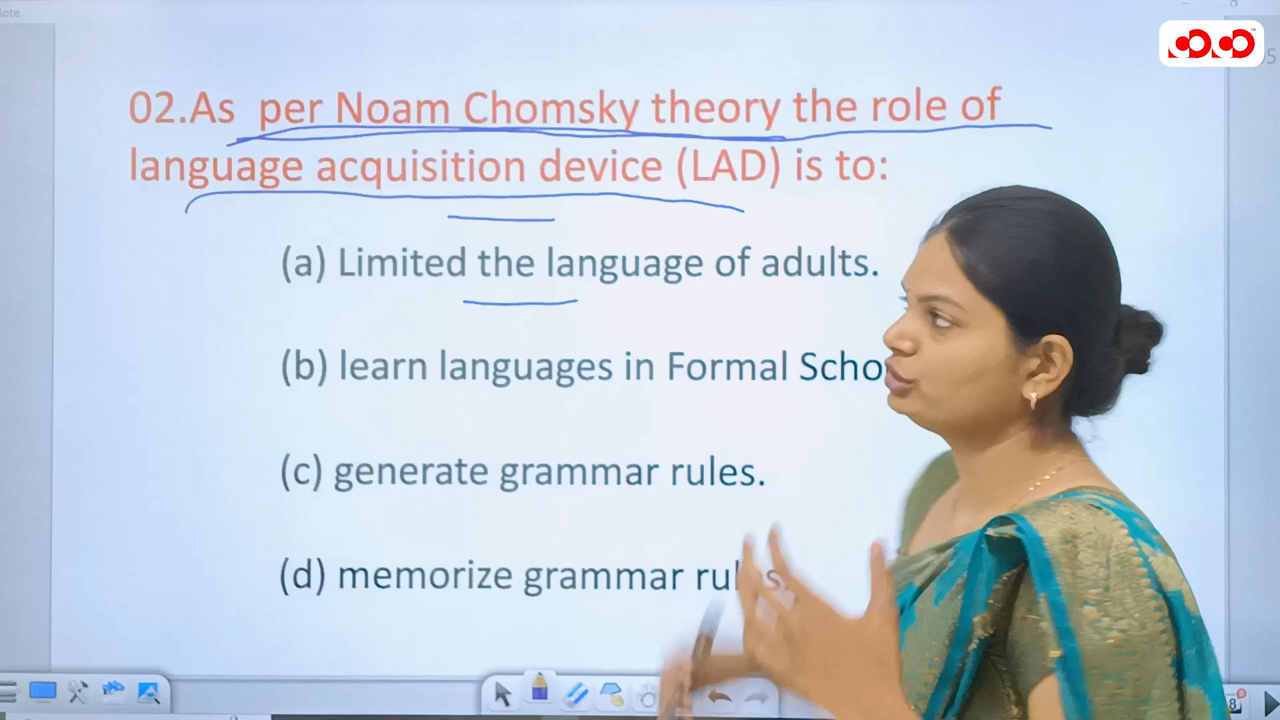 02.As per Noam Chomsky theory the role of
language acquisition device (LAD) is to:
(a) Limited the language of adults.
(b) learn languages in Formal
(c) generate grammar rules.
(d) memorize grammar